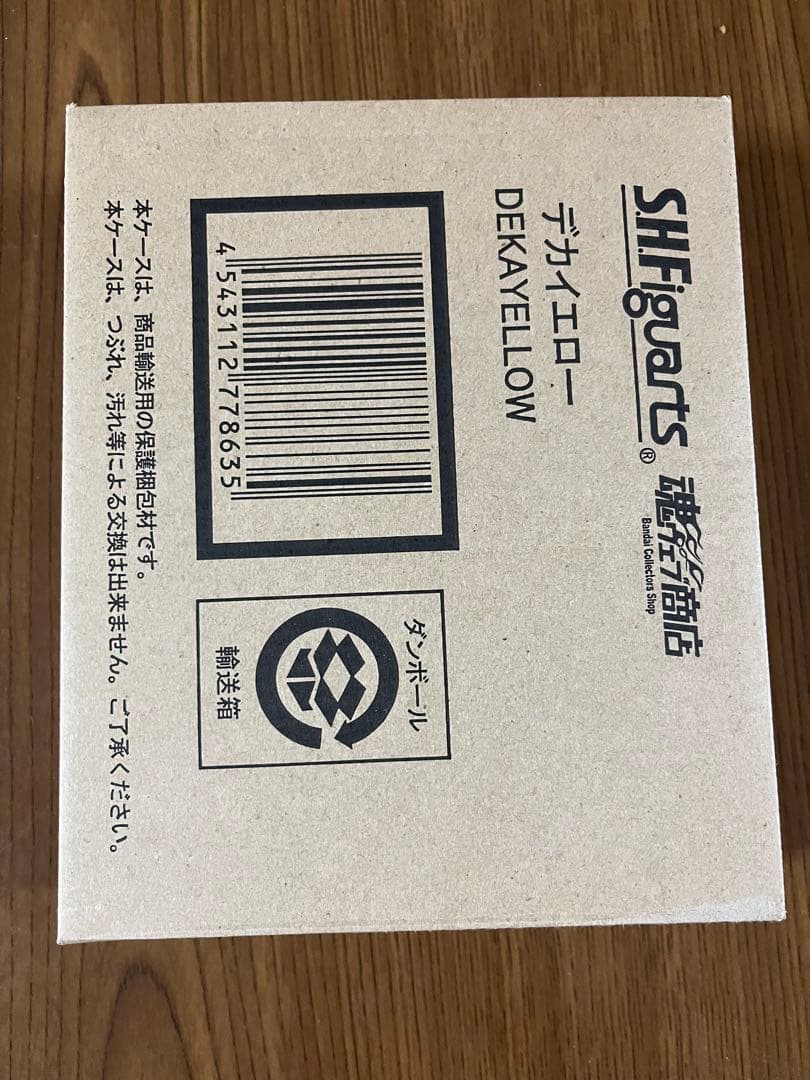 S.H.Figuarts®
魂ウェブ商店
Bandai Collectors Shop
デカイエロー
DEKAYELLOW
4 543112 778635
ダンボール
輸送箱
本ケースは、商品輸送用の保護梱包材です。
本ケースは、つぶれ、汚れ等による交換は出来ません。ご了承ください。